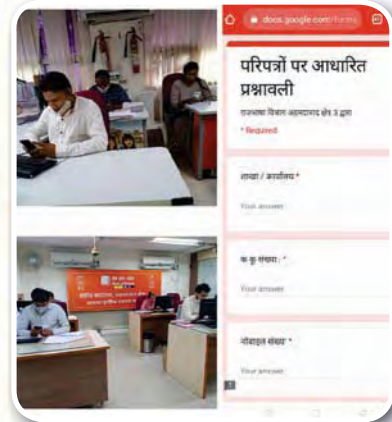 docs.google.com/forms
परिपत्रों पर आधारित
प्रश्नावली
राजभाषा विभाग अहमदाबाद क्षेत्र 3 द्वारा
* Required
शाखा / कार्यालय *
Your answer
क कू संख्या : *
Your answer
मोबाइल संख्या *
Your answer